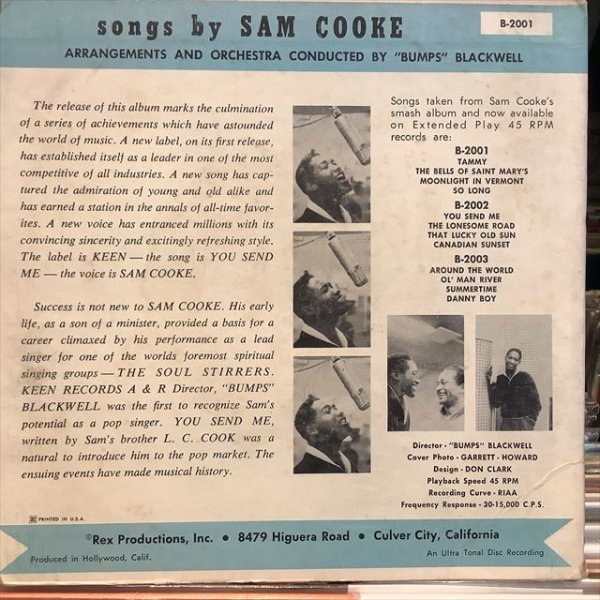 songs by SAM COOKE
B-2001
ARRANGEMENTS AND ORCHESTRA CONDUCTED BY "BUMPS" BLACKWELL
The release of this album marks the culmination
of a series of achievements which have astounded
the world of music. A new label, on its first release,
has established itself as a leader in one of the most
competitive of all industries. A new song has cap-
tured the admiration of young and old alike and
has earned a station in the annals of all-time favor-
ites. A new voice has entranced millions with its
convincing sincerity and excitingly refreshing style.
The label is KEEN — the song is YOU SEND
ME — the voice is SAM COOKE.
Success is not new to SAM COOKE. His early
life, as a son of a minister, provided a basis for a
career climaxed by his performance as a lead
singer for one of the worlds foremost spiritual
singing groups — THE SOUL STIRRERS.
KEEN RECORDS A & R Director, "BUMPS"
BLACKWELL was the first to recognize Sam's
potential as a pop singer. YOU SEND ME,
written by Sam's brother L. C. COOK was a
natural to introduce him to the pop market. The
ensuing events have made musical history.
Songs taken from Sam Cooke's
smash album and now available
on Extended Play 45 RPM
records are:
B-2001
TAMMY
THE BELLS OF SAINT MARY'S
MOONLIGHT IN VERMONT
SO LONG
B-2002
YOU SEND ME
THE LONESOME ROAD
THAT LUCKY OLD SUN
CANADIAN SUNSET
B-2003
AROUND THE WORLD
OL' MAN RIVER
SUMMERTIME
DANNY BOY
Director - "BUMPS" BLACKWELL
Cover Photo - GARRETT - HOWARD
Design - DON CLARK
Playback Speed 45 RPM
Recording Curve - RIAA
Frequency Response - 30-15,000 C.P.S.
PRINTED IN U.S.A.
©Rex Productions, Inc. • 8479 Higuera Road • Culver City, California
Produced in Hollywood, Calif.
An Ultra Tonal Disc Recording